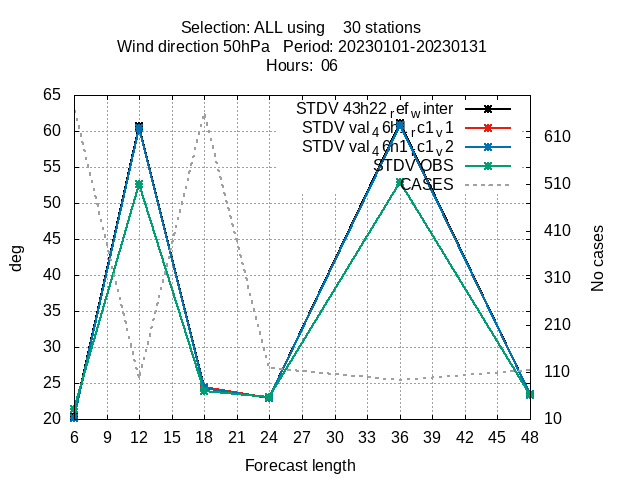 Selection: ALL using 30 stations
Wind direction 50hPa Period: 20230101-20230131
Hours: 06
STDV 43h22_ref_winter
STDV val_46h1_rc1_v1
STDV val_46h1_rc1_v2
STDV OBS
CASES
65
60
55
50
45
40
35
30
25
20
deg
610
510
410
310
210
110
10
No cases
6 9 12 15 18 21 24 27 30 33 36 39 42 45 48
Forecast length